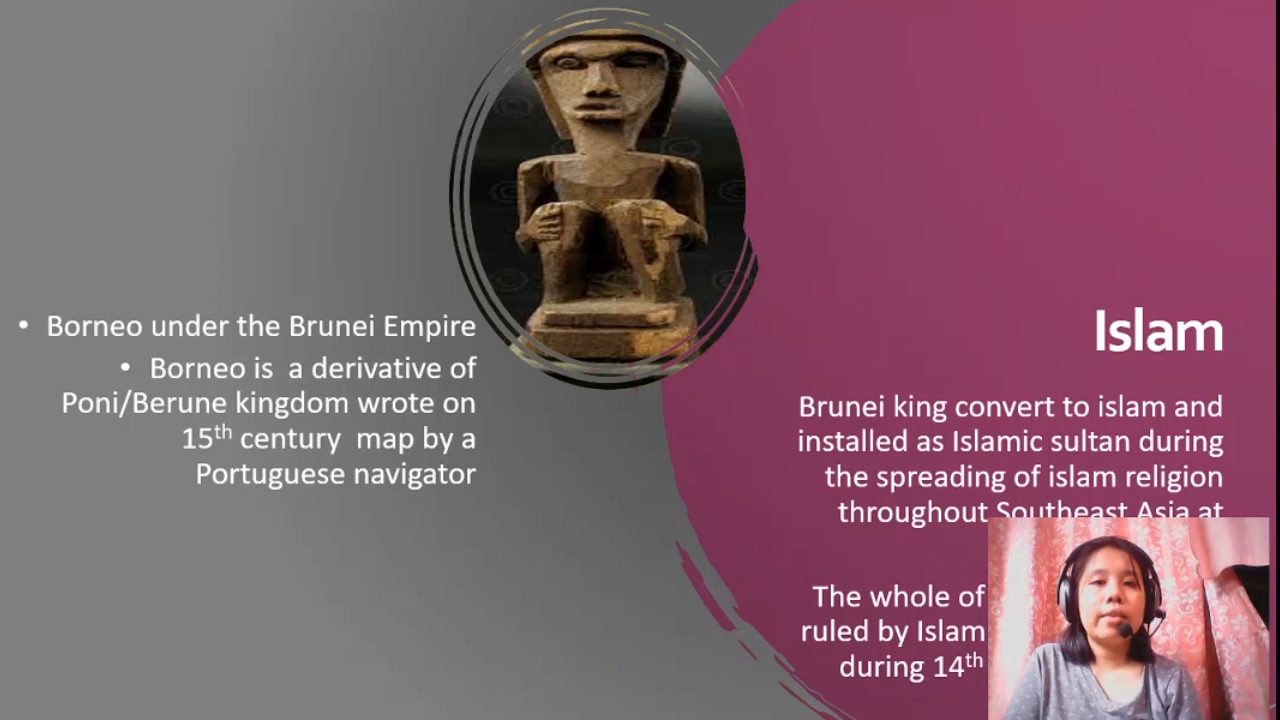 • Borneo under the Brunei Empire
• Borneo is a derivative of
Poni/Berune kingdom wrote on
15th century map by a
Portuguese navigator
Islam
Brunei king convert to islam and
installed as Islamic sultan during
the spreading of islam religion
throughout Southeast Asia at
The whole of
ruled by Islam
during 14th